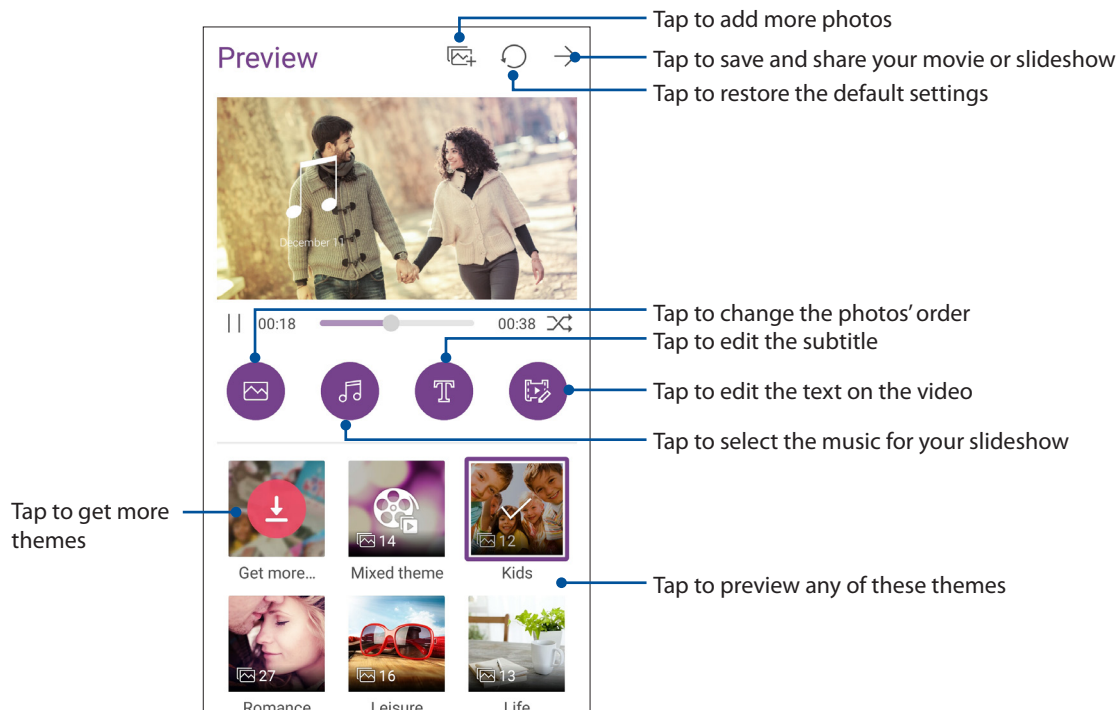 Tap to add more photos
Preview
Tap to save and share your movie or slideshow
Tap to restore the default settings
December 11
00:18
00:38
Tap to change the photos' order
Tap to edit the subtitle
T
Tap to edit the text on the video
Tap to select the music for your slideshow
Tap to get more
themes
14
12
Get more...
Mixed theme
Kids
Tap to preview any of these themes
27
16
13
Romance
Leisure
Life